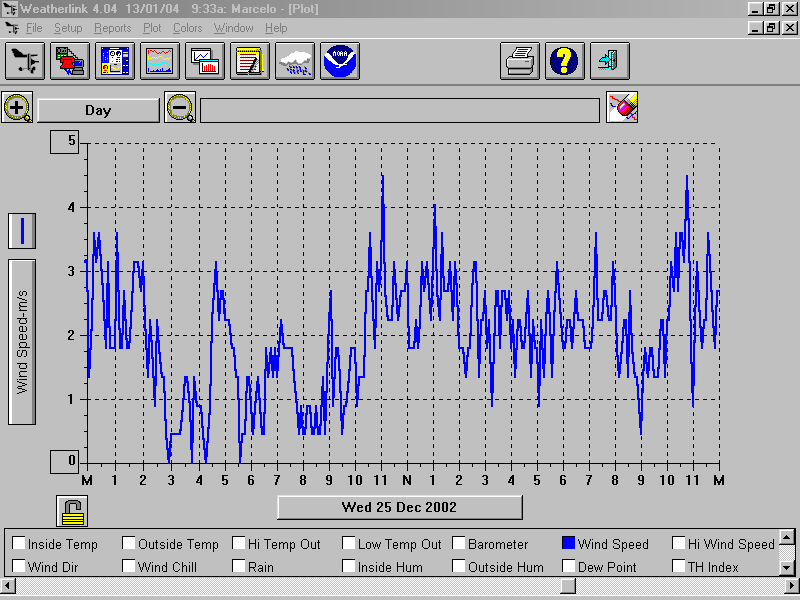 Weatherlink 4.04 13/01/04 9:33a: Marcelo - [Plot]
File Setup Reports Plot Colors Window Help
NOAA
Day
5
4
3
2
1
0
Wind Speed-m/s
M 1 2 3 4 5 6 7 8 9 10 11 N 1 2 3 4 5 6 7 8 9 10 11 M
Wed 25 Dec 2002
Inside Temp Outside Temp Hi Temp Out Low Temp Out Barometer Wind Speed Hi Wind Speed
Wind Dir Wind Chill Rain Inside Hum Outside Hum Dew Point TH Index